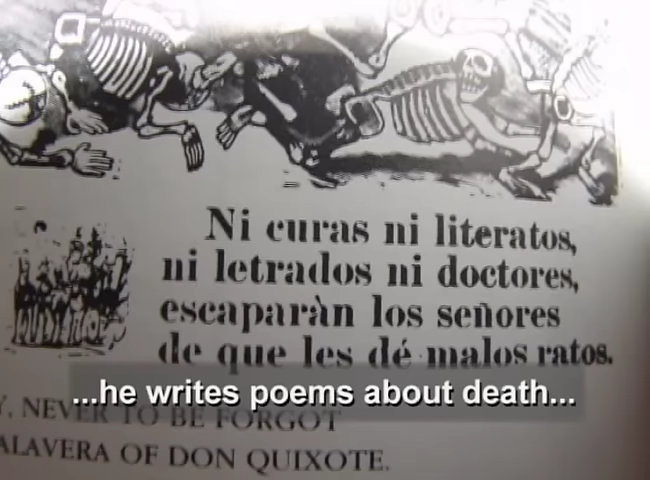 Ni curas ni literatos,
ni letrados ni doctores,
escaparàn los señores
de que les dé malos ratos.
...he writes poems about death...
NEVER TO BE FORGOT
ALAVERA OF DON QUIXOTE.